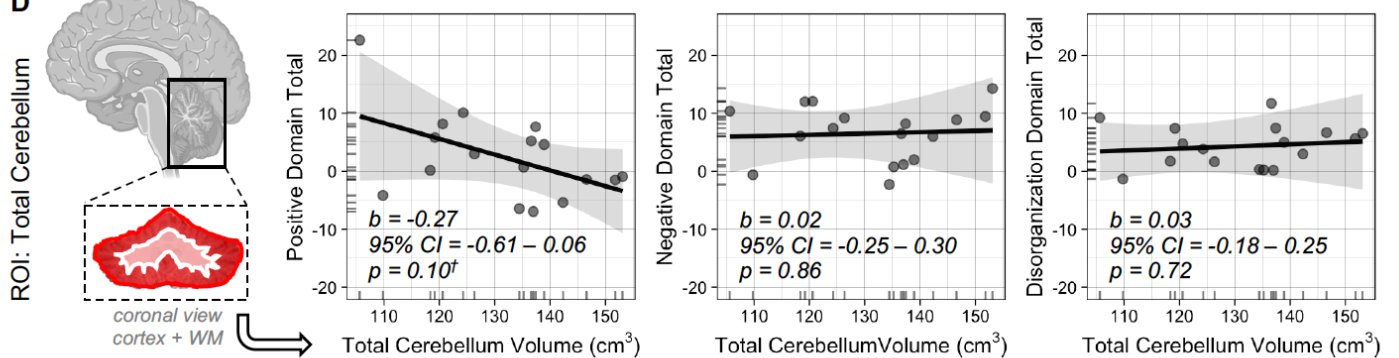 D
ROI: Total Cerebellum
coronal view
cortex + WM
Positive Domain Total
20
10
0
-10
-20
b = -0.27
95% CI = -0.61 – 0.06
p = 0.10†
110 120 130 140 150
Total Cerebellum Volume (cm³)
Negative Domain Total
20
10
0
-10
-20
b = 0.02
95% CI = -0.25 – 0.30
p = 0.86
110 120 130 140 150
Total CerebellumVolume (cm³)
Disorganization Domain Total
20
10
0
-10
-20
b = 0.03
95% CI = -0.18 – 0.25
p = 0.72
110 120 130 140 150
Total Cerebellum Volume (cm³)